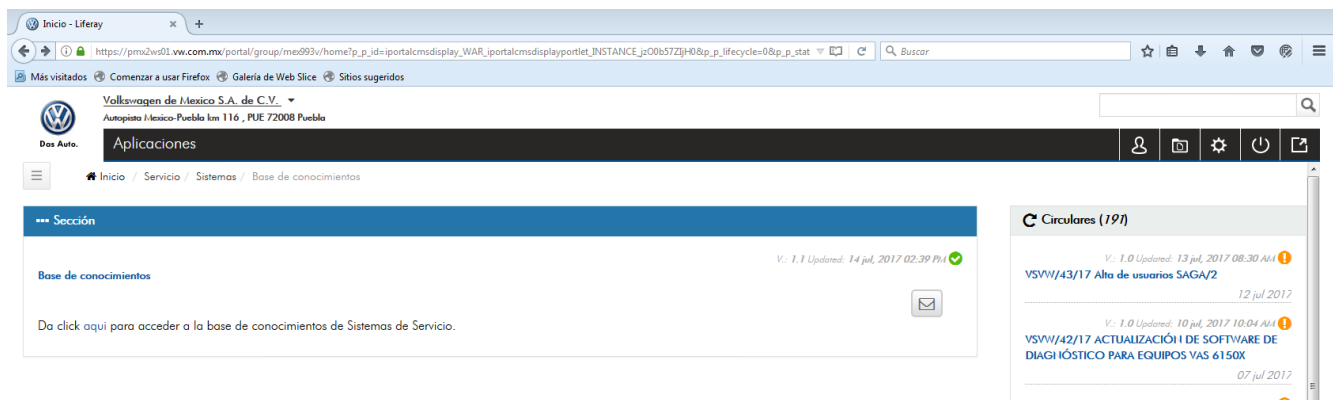 Inicio - Liferay
https://pmx2ws01.vw.com.mx/portal/group/mex993v/home?p_p_id=iportalcmsdisplay_WAR_iportalcmsdisplayportlet_INSTANCE_jzO0b57ZIjH0&p_p_lifecycle=0&p_p_stat
Buscar
Más visitados Comenzar a usar Firefox Galería de Web Slice Sitios sugeridos
Volkswagen de Mexico S.A. de C.V.
Autopista Mexico-Puebla km 116 , PUE 72008 Puebla
Das Auto.
Aplicaciones
Inicio / Servicio / Sistemas / Base de conocimientos
Sección
V.: 1.1 Updated: 14 jul, 2017 02:39 PM
Base de conocimientos
Da click aqui para acceder a la base de conocimientos de Sistemas de Servicio.
Circulares (191)
V.: 1.0 Updated: 13 jul, 2017 08:30 AM
VSVW/43/17 Alta de usuarios SAGA/2
12 jul 2017
V.: 1.0 Updated: 10 jul, 2017 10:04 AM
VSVW/42/17 ACTUALIZACIÓN DE SOFTWARE DE
DIAGNÓSTICO PARA EQUIPOS VAS 6150X
07 jul 2017